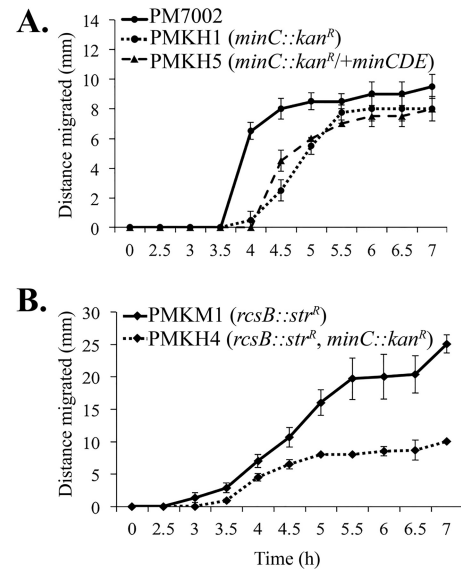 A.
PM7002
PMKH1 (minC::kanᴿ)
PMKH5 (minC::kanᴿ/+minCDE)
Distance migrated (mm)
14
12
10
8
6
4
2
0
0 2.5 3 3.5 4 4.5 5 5.5 6 6.5 7
B.
PMKM1 (rcsB::strᴿ)
PMKH4 (rcsB::strᴿ, minC::kanᴿ)
Distance migrated (mm)
30
25
20
15
10
5
0
0 2.5 3 3.5 4 4.5 5 5.5 6 6.5 7
Time (h)